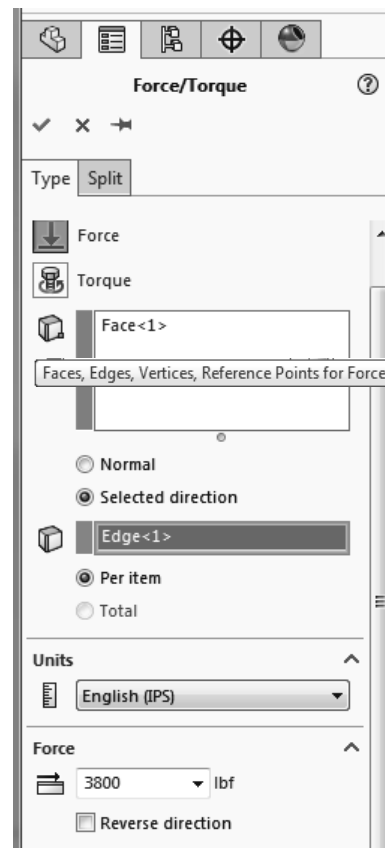 Force/Torque
Type Split
Force
Torque
Face<1>
Faces, Edges, Vertices, Reference Points for Force
Normal
Selected direction
Edge<1>
Per item
Total
Units
English (IPS)
Force
3800 lbf
Reverse direction